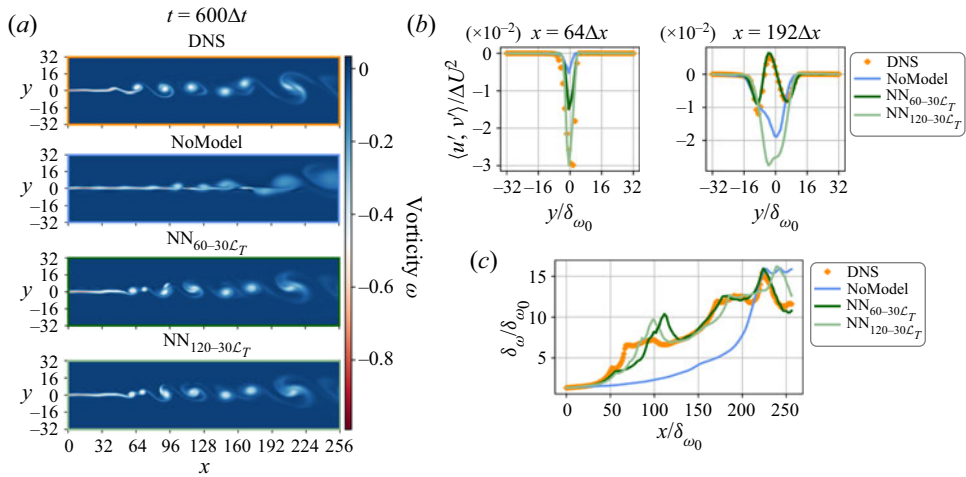 (a)
t = 600Δt
DNS
y
32
16
0
−16
−32
NoModel
y
32
16
0
−16
−32
NN60–30ℒT
y
32
16
0
−16
−32
NN120–30ℒT
y
32
16
0
−16
−32
0 32 64 96 128 160 192 224 256
x
0
−0.2
−0.4
−0.6
−0.8
Vorticity ω
(b)
(×10−2) x = 64Δx
⟨u′, v′⟩/ΔU2
0
−1
−2
−3
−32 −16 0 16 32
y/δω0
(×10−2) x = 192Δx
0
−1
−2
−32 −16 0 16 32
y/δω0
DNS
NoModel
NN60–30ℒT
NN120–30ℒT
(c)
δω/δω0
15
10
5
0 50 100 150 200 250
x/δω0
DNS
NoModel
NN60–30ℒT
NN120–30ℒT